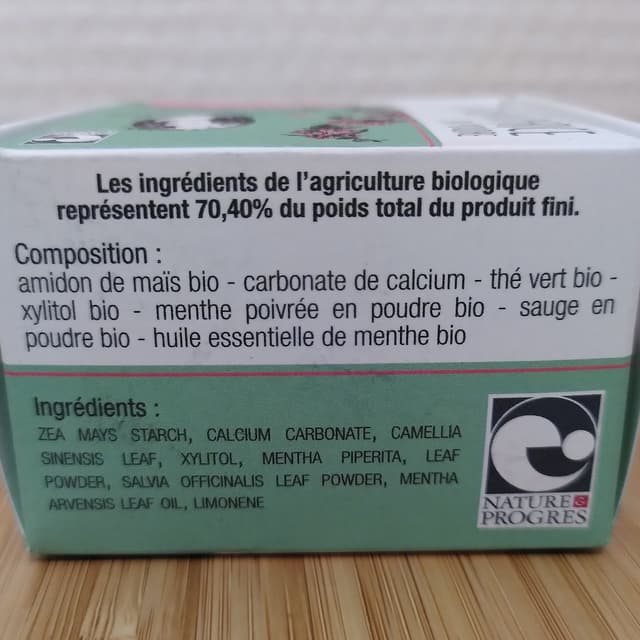 Les ingrédients de l'agriculture biologique
représentent 70,40% du poids total du produit fini.
Composition :
amidon de maïs bio - carbonate de calcium - thé vert bio -
xylitol bio - menthe poivrée en poudre bio - sauge en
poudre bio - huile essentielle de menthe bio
Ingrédients :
ZEA MAYS STARCH, CALCIUM CARBONATE, CAMELLIA
SINENSIS LEAF, XYLITOL, MENTHA PIPERITA, LEAF
POWDER, SALVIA OFFICINALIS LEAF POWDER, MENTHA
ARVENSIS LEAF OIL, LIMONENE
NATURE &
PROGRES